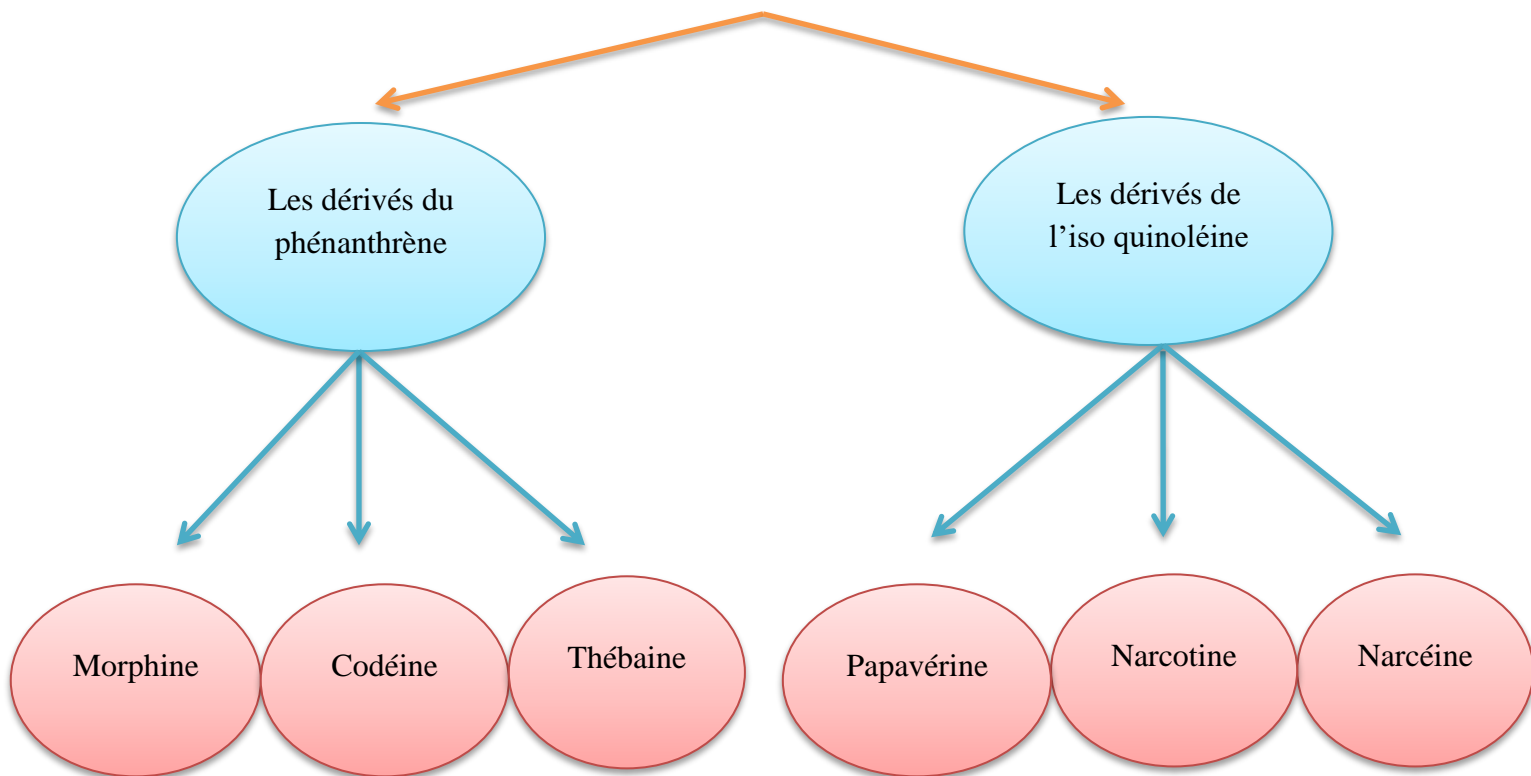 Les dérivés du
phénanthrène
Les dérivés de
l’iso quinoléine
Morphine
Codéine
Thébaine
Papavérine
Narcotine
Narcéine